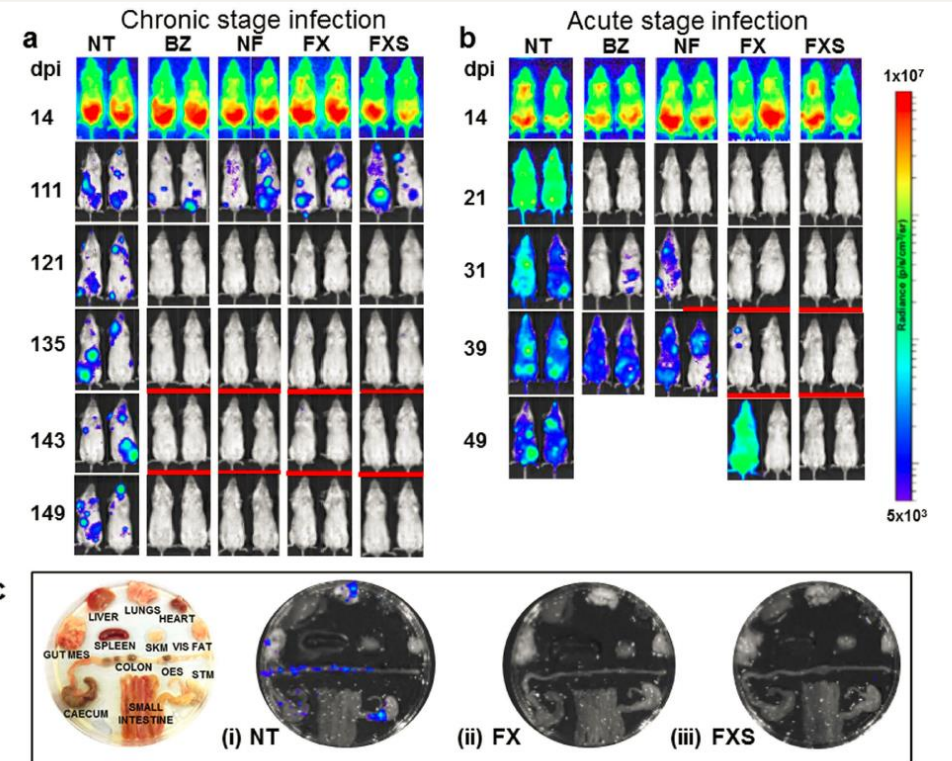 Chronic stage infection
a
NT BZ NF FX FXS
dpi
14
111
121
135
143
149
Acute stage infection
b
NT BZ NF FX FXS
dpi
14
21
31
39
49
1x10⁷
Radiance (p/s/cm²/sr)
5x10³
c
LIVER LUNGS HEART
GUT MES SPLEEN SKM VIS FAT
COLON OES STM
CAECUM SMALL INTESTINE
(i) NT
(ii) FX
(iii) FXS